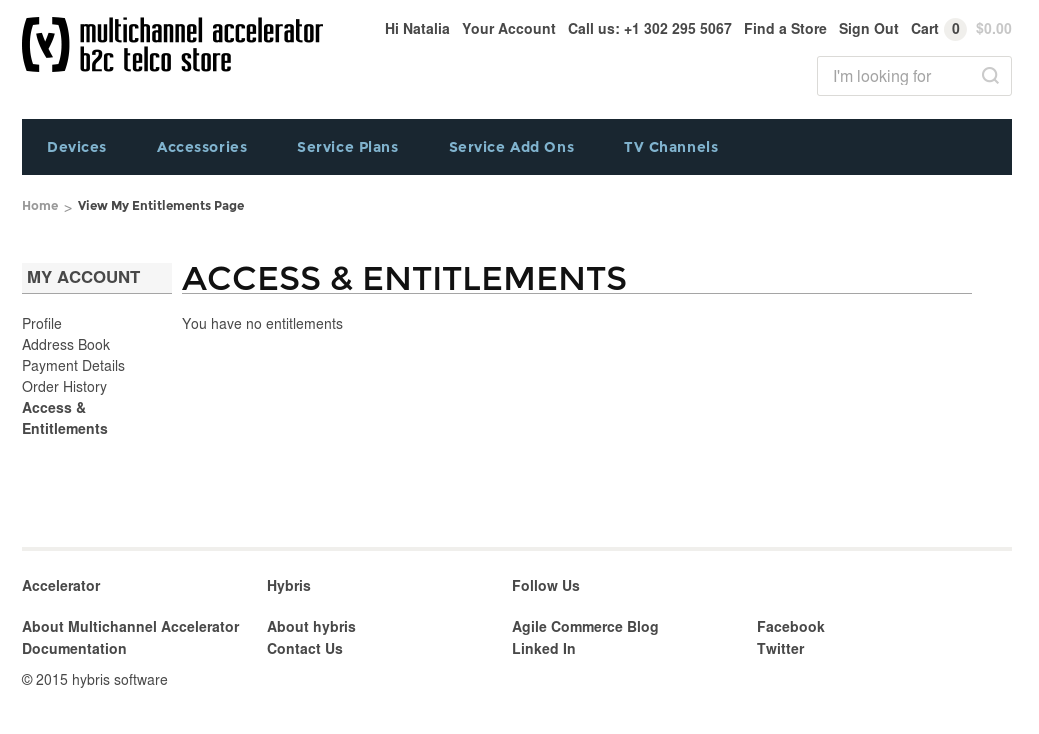 multichannel accelerator
b2c telco store
Hi Natalia Your Account Call us: +1 302 295 5067 Find a Store Sign Out Cart 0 $0.00
I'm looking for
Devices Accessories Service Plans Service Add Ons TV Channels
Home > View My Entitlements Page
MY ACCOUNT
Profile
Address Book
Payment Details
Order History
Access &
Entitlements
ACCESS & ENTITLEMENTS
You have no entitlements
Accelerator Hybris Follow Us
About Multichannel Accelerator About hybris Agile Commerce Blog Facebook
Documentation Contact Us Linked In Twitter
© 2015 hybris software